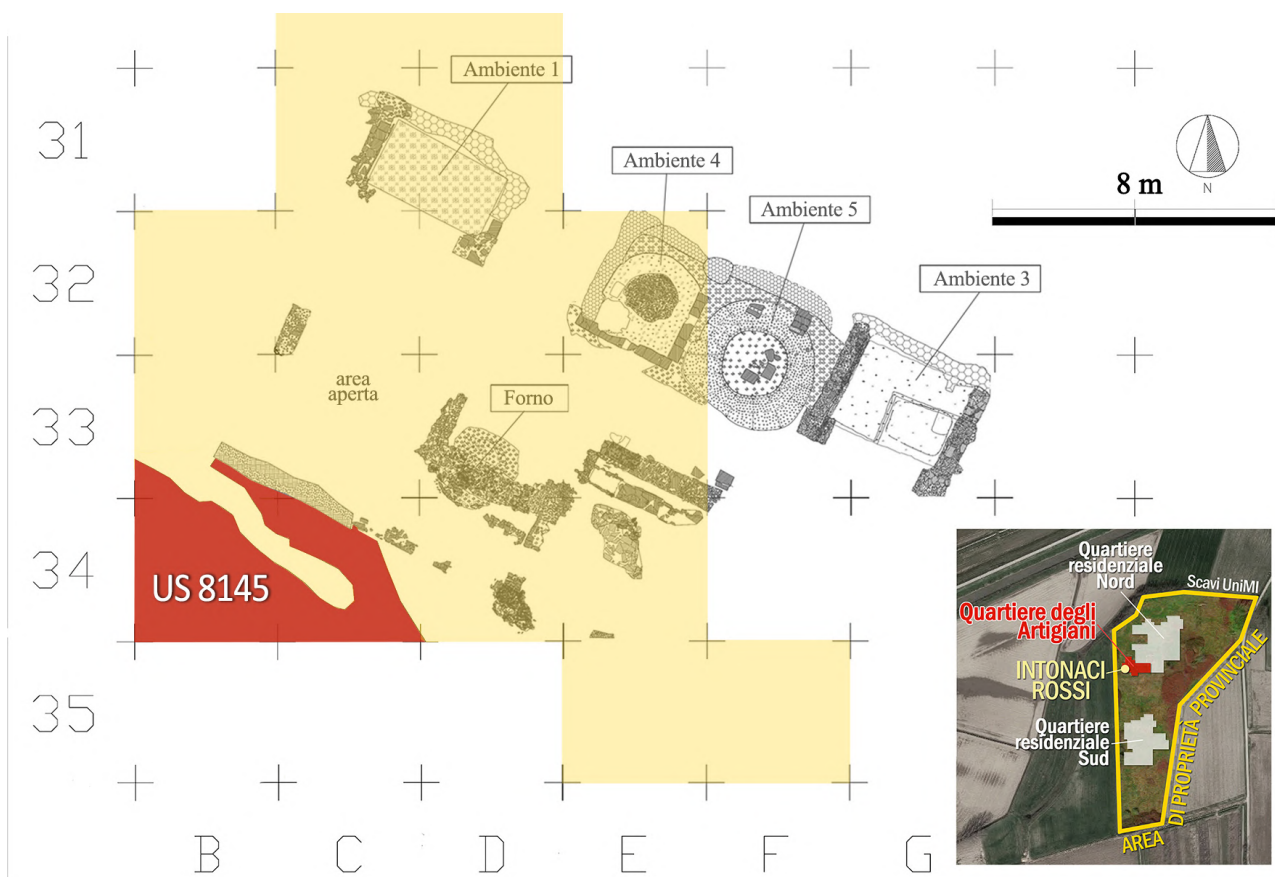 Ambiente 1
31
Ambiente 4
8 m
N
Ambiente 5
32
Ambiente 3
area
aperta
Forno
33
34
US 8145
Quartiere
residenziale
Nord
Scavi UniMI
Quartiere degli
Artigiani
INTONACI
ROSSI
Quartiere
residenziale
Sud
AREA
DI PROPRIETÀ PROVINCIALE
35
B
C
D
E
F
G